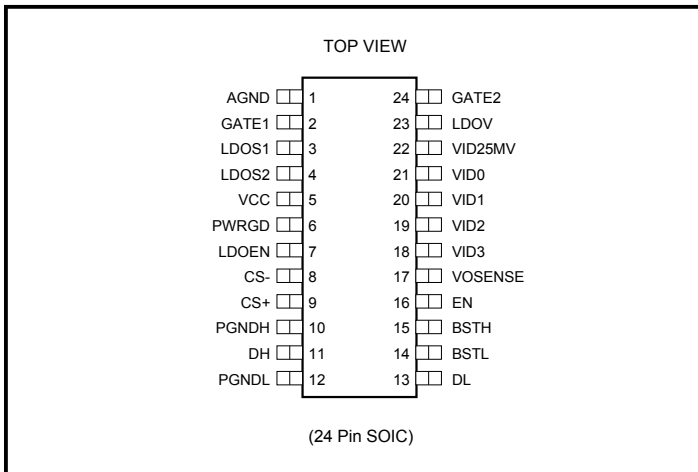 TOP VIEW
AGND 1 24 GATE2
GATE1 2 23 LDOV
LDOS1 3 22 VID25MV
LDOS2 4 21 VID0
VCC 5 20 VID1
PWRGD 6 19 VID2
LDOEN 7 18 VID3
CS- 8 17 VOSENSE
CS+ 9 16 EN
PGNDH 10 15 BSTH
DH 11 14 BSTL
PGNDL 12 13 DL
(24 Pin SOIC)